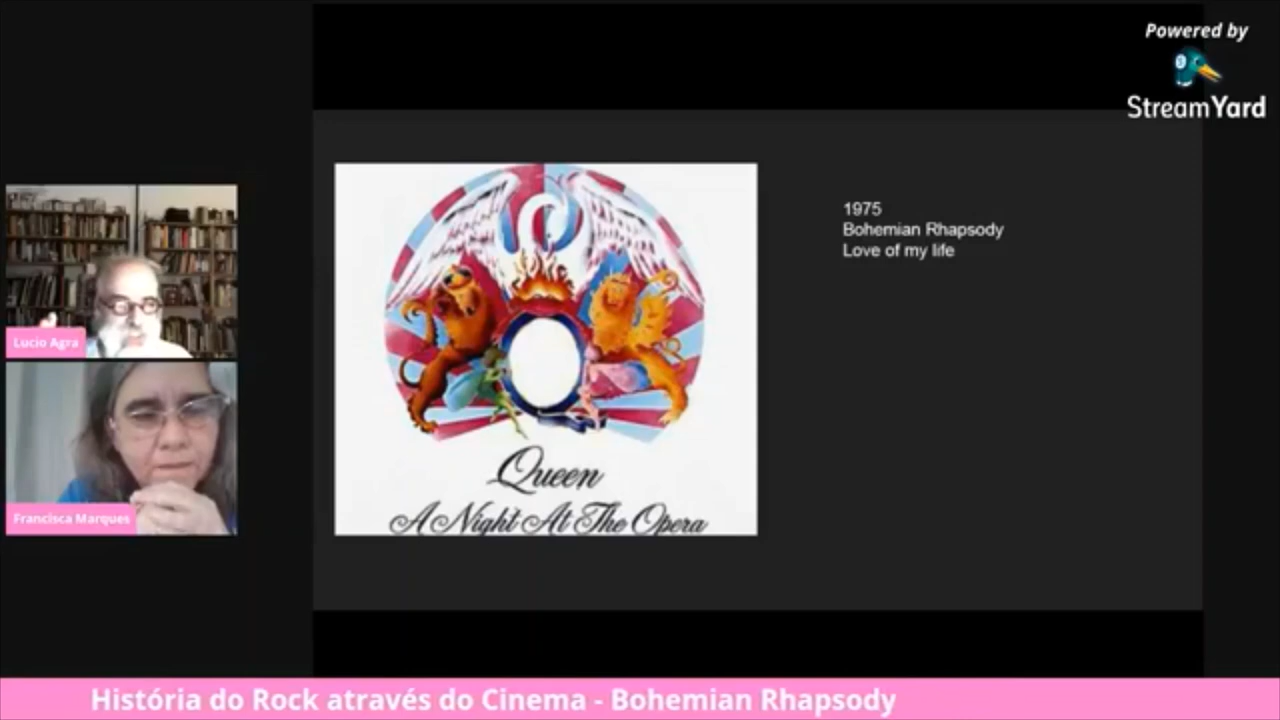 Powered by
StreamYard
1975
Bohemian Rhapsody
Love of my life
Lucio Agra
Francisca Marques
Queen
A Night At The Opera
História do Rock através do Cinema - Bohemian Rhapsody